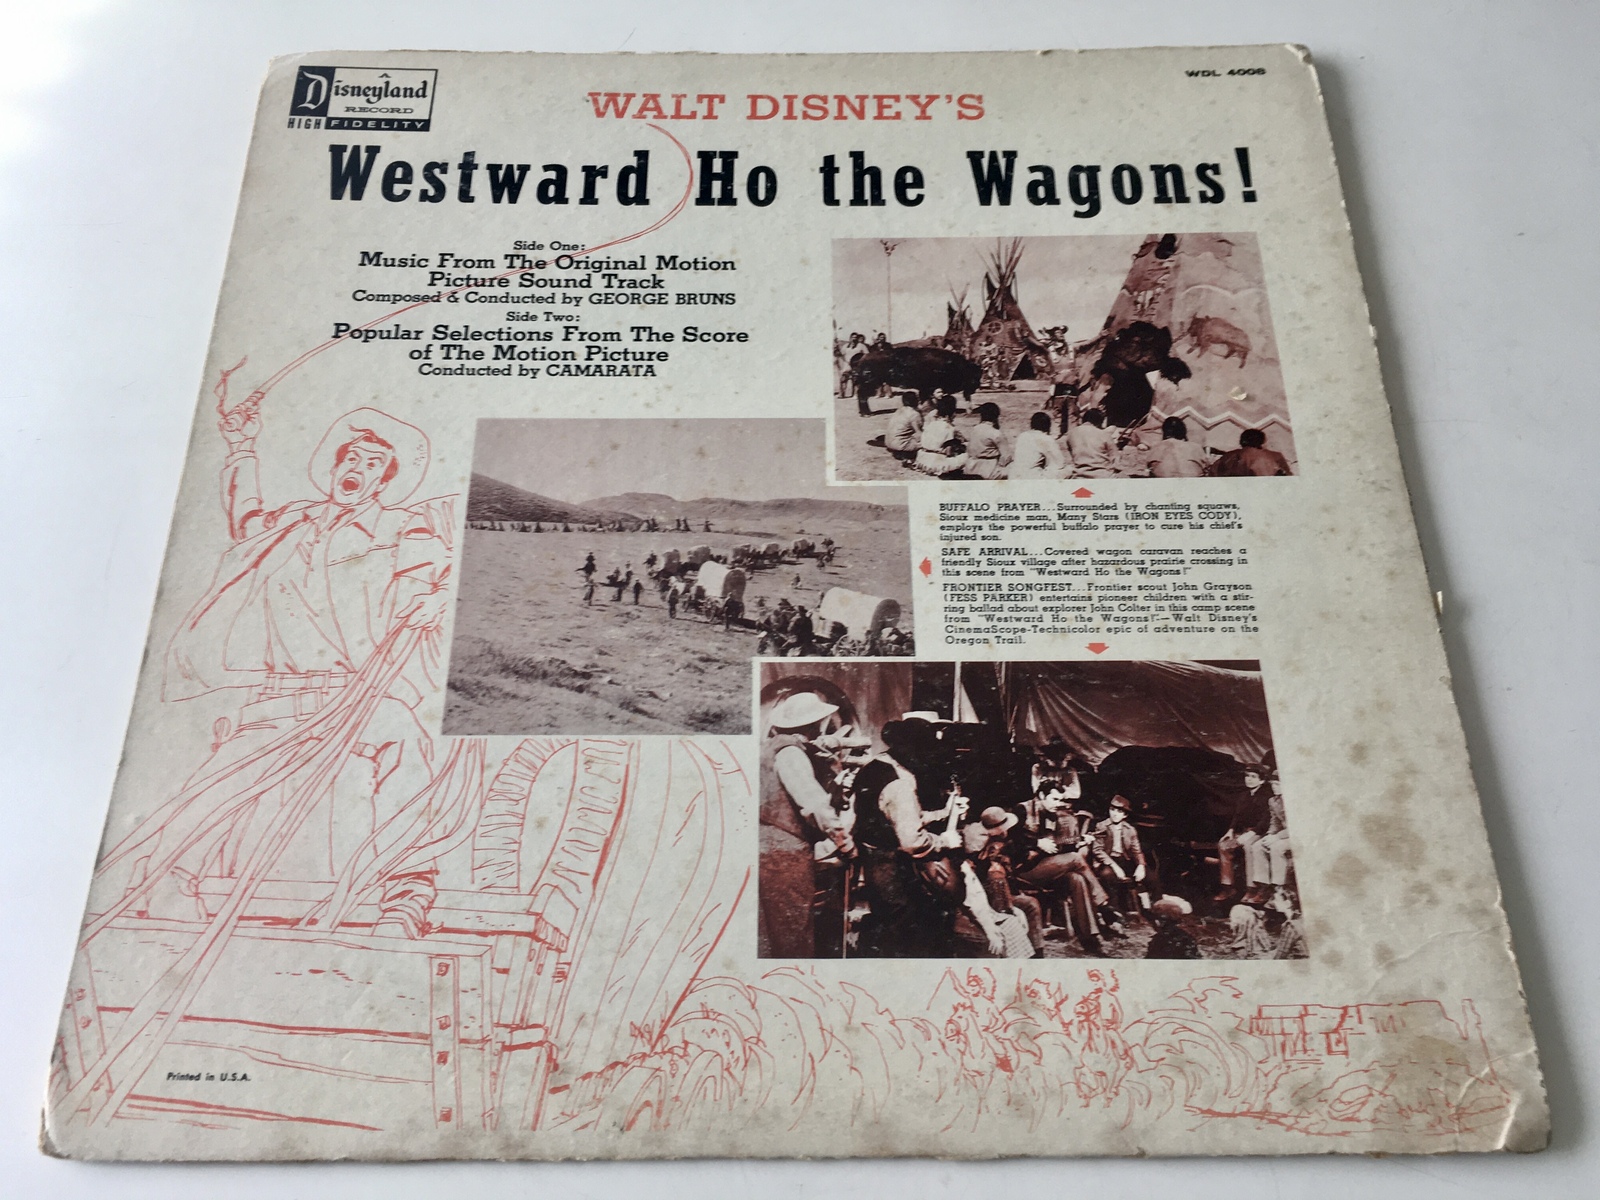 A
Disneyland
RECORD
HIGH FIDELITY
WDL 4008
WALT DISNEY'S
Westward Ho the Wagons!
Side One:
Music From The Original Motion
Picture Sound Track
Composed & Conducted by GEORGE BRUNS
Side Two:
Popular Selections From The Score
of The Motion Picture
Conducted by CAMARATA
BUFFALO PRAYER...Surrounded by chanting squaws,
Sioux medicine man, Many Stars (IRON EYES CODY),
employs the powerful buffalo prayer to cure his chief's
injured son.
SAFE ARRIVAL...Covered wagon caravan reaches a
friendly Sioux village after hazardous prairie crossing in
this scene from "Westward Ho the Wagons!"
FRONTIER SONGFEST...Frontier scout John Grayson
(FESS PARKER) entertains pioneer children with a stir-
ring ballad about explorer John Colter in this camp scene
from "Westward Ho the Wagons!"—Walt Disney's
CinemaScope-Technicolor epic of adventure on the
Oregon Trail.
Printed in U.S.A.